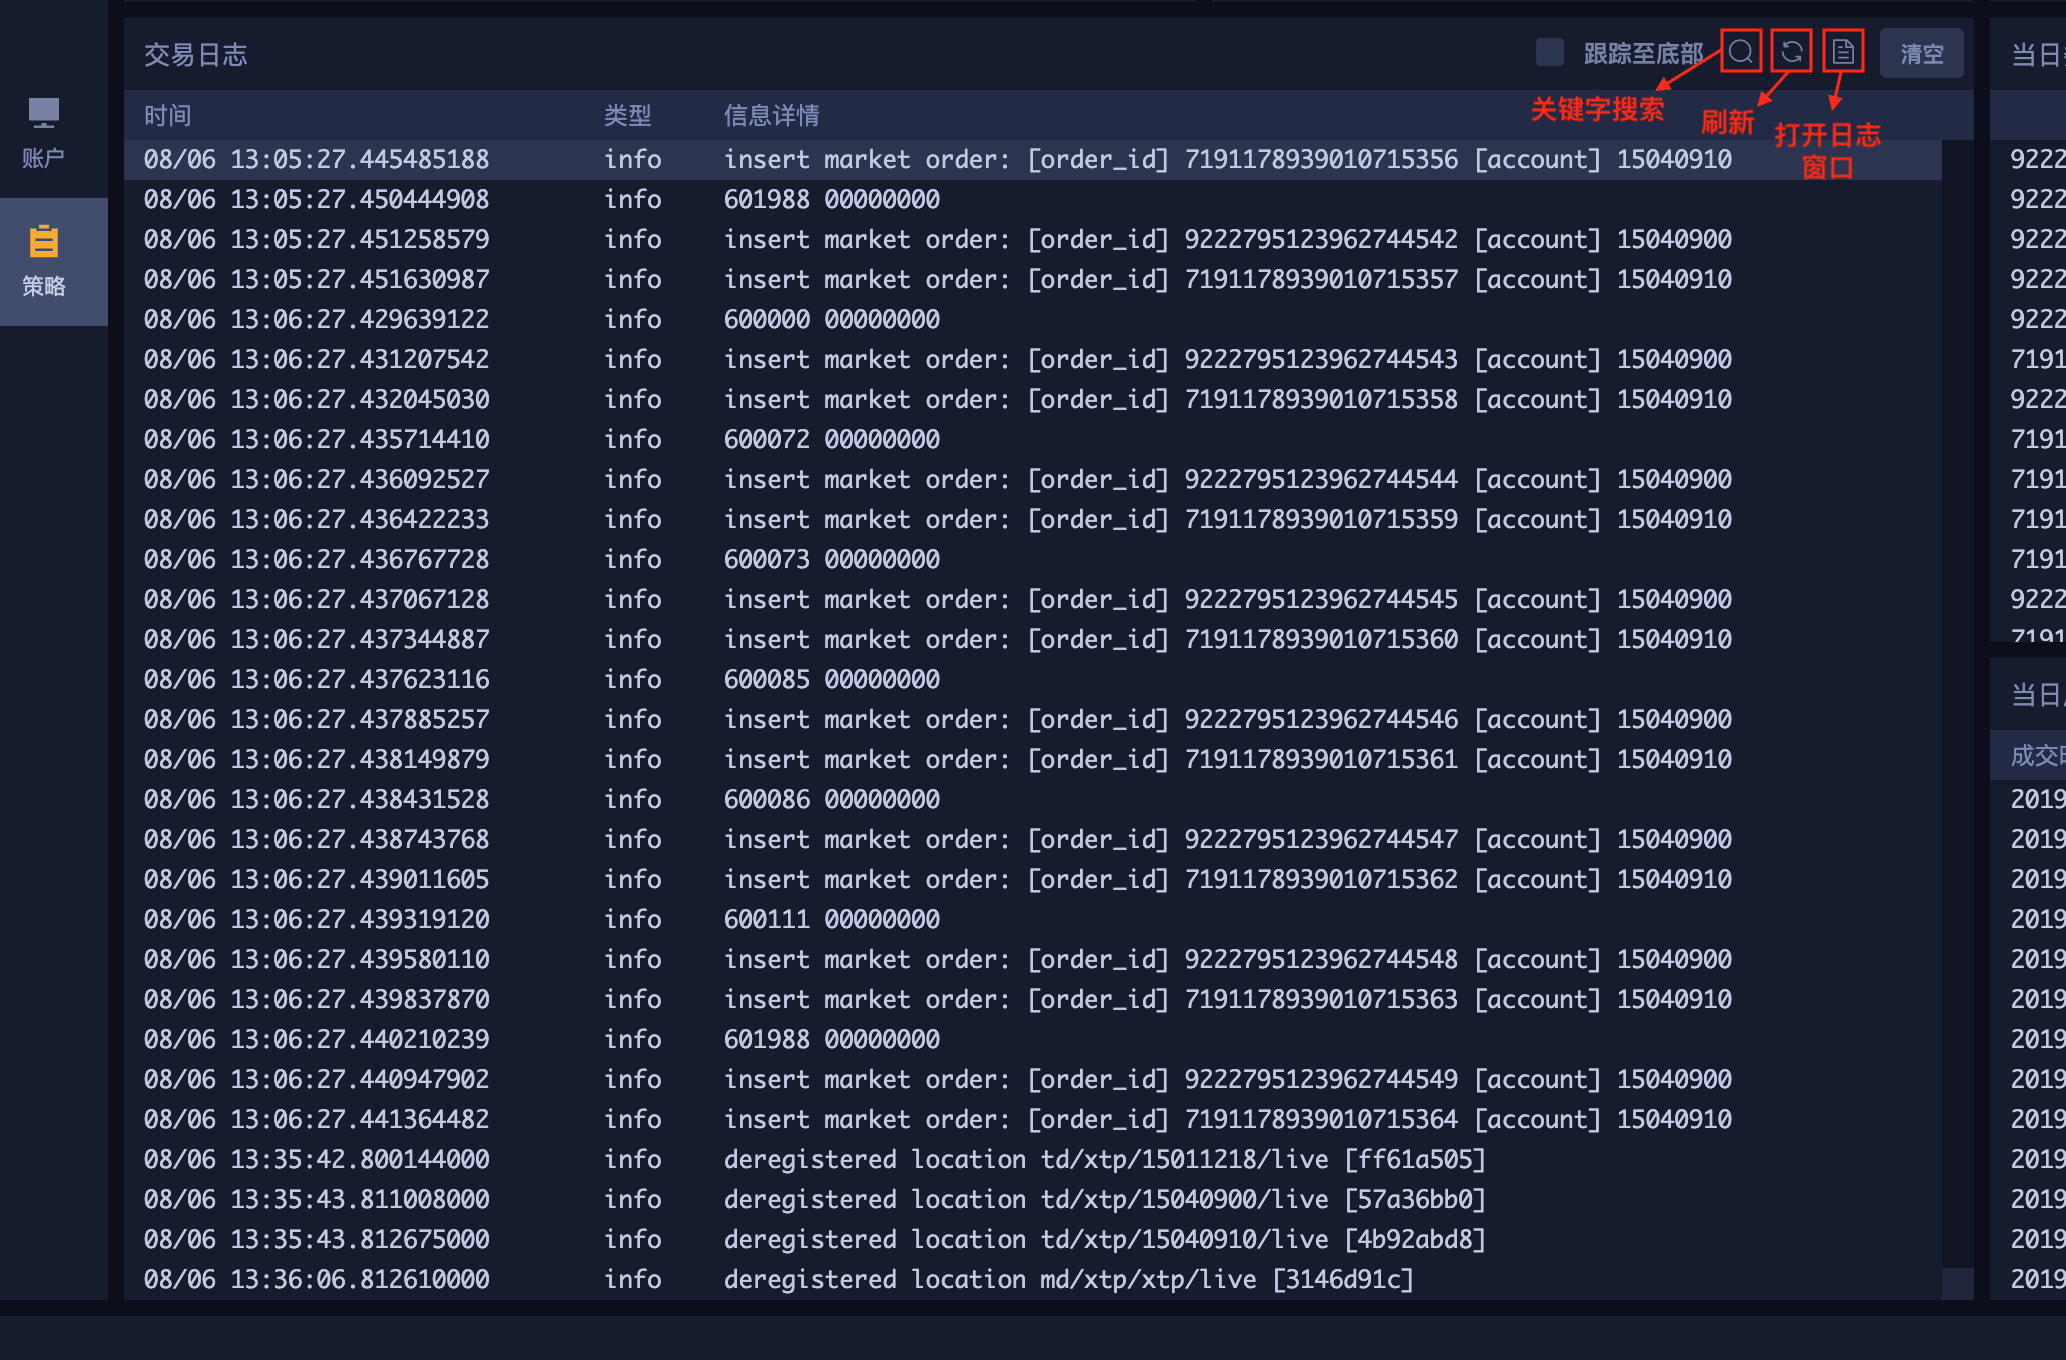 账户
策略
交易日志
跟踪至底部
清空
关键字搜索
刷新
打开日志
窗口
时间 类型 信息详情
08/06 13:05:27.445485188 info insert market order: [order_id] 7191178939010715356 [account] 15040910
08/06 13:05:27.450444908 info 601988 00000000
08/06 13:05:27.451258579 info insert market order: [order_id] 9222795123962744542 [account] 15040900
08/06 13:05:27.451630987 info insert market order: [order_id] 7191178939010715357 [account] 15040910
08/06 13:06:27.429639122 info 600000 00000000
08/06 13:06:27.431207542 info insert market order: [order_id] 9222795123962744543 [account] 15040900
08/06 13:06:27.432045030 info insert market order: [order_id] 7191178939010715358 [account] 15040910
08/06 13:06:27.435714410 info 600072 00000000
08/06 13:06:27.436092527 info insert market order: [order_id] 9222795123962744544 [account] 15040900
08/06 13:06:27.436422233 info insert market order: [order_id] 7191178939010715359 [account] 15040910
08/06 13:06:27.436767728 info 600073 00000000
08/06 13:06:27.437067128 info insert market order: [order_id] 9222795123962744545 [account] 15040900
08/06 13:06:27.437344887 info insert market order: [order_id] 7191178939010715360 [account] 15040910
08/06 13:06:27.437623116 info 600085 00000000
08/06 13:06:27.437885257 info insert market order: [order_id] 9222795123962744546 [account] 15040900
08/06 13:06:27.438149879 info insert market order: [order_id] 7191178939010715361 [account] 15040910
08/06 13:06:27.438431528 info 600086 00000000
08/06 13:06:27.438743768 info insert market order: [order_id] 9222795123962744547 [account] 15040900
08/06 13:06:27.439011605 info insert market order: [order_id] 7191178939010715362 [account] 15040910
08/06 13:06:27.439319120 info 600111 00000000
08/06 13:06:27.439580110 info insert market order: [order_id] 9222795123962744548 [account] 15040900
08/06 13:06:27.439837870 info insert market order: [order_id] 7191178939010715363 [account] 15040910
08/06 13:06:27.440210239 info 601988 00000000
08/06 13:06:27.440947902 info insert market order: [order_id] 9222795123962744549 [account] 15040900
08/06 13:06:27.441364482 info insert market order: [order_id] 7191178939010715364 [account] 15040910
08/06 13:35:42.800144000 info deregistered location td/xtp/15011218/live [ff61a505]
08/06 13:35:43.811008000 info deregistered location td/xtp/15040900/live [57a36bb0]
08/06 13:35:43.812675000 info deregistered location td/xtp/15040910/live [4b92abd8]
08/06 13:36:06.812610000 info deregistered location md/xtp/xtp/live [3146d91c]
当日
9222
9222
9222
9222
9222
7191
9222
7191
7191
7191
7191
9222
7191
当日
成交
2019
2019
2019
2019
2019
2019
2019
2019
2019
2019
2019
2019
2019